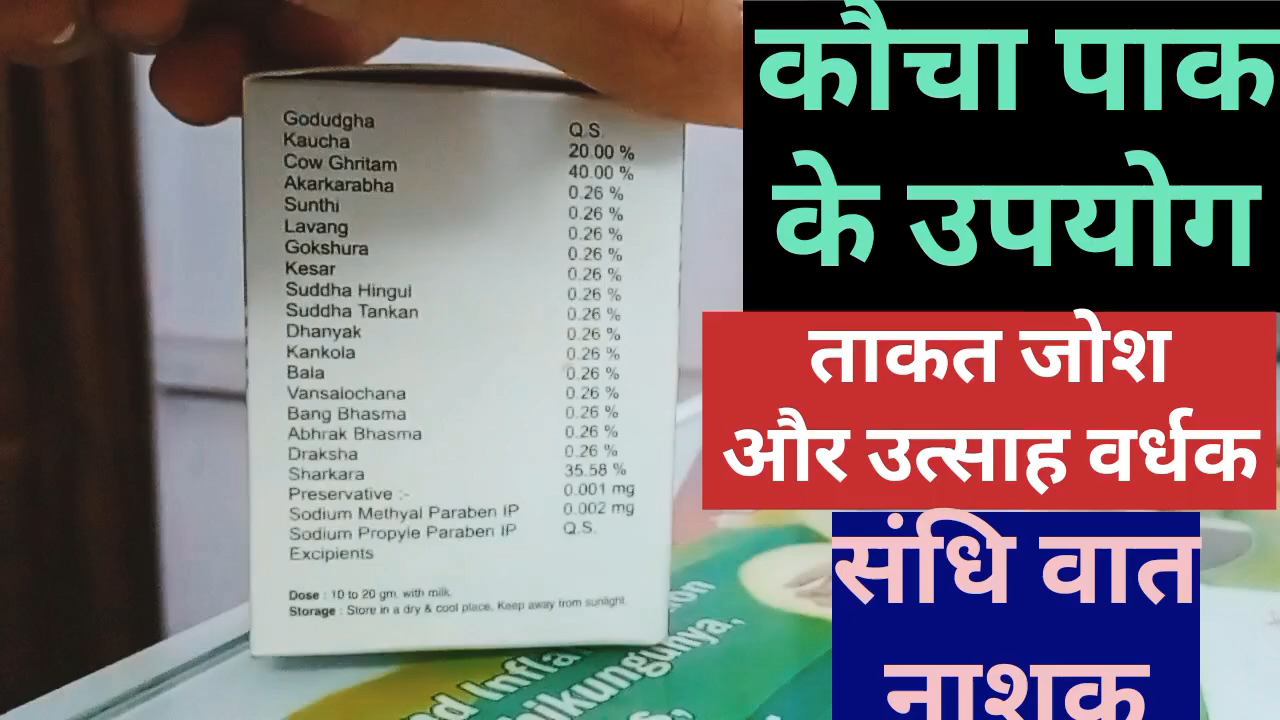 Godudgha Q.S.
Kaucha 20.00 %
Cow Ghritam 40.00 %
Akarkarabha 0.26 %
Sunthi 0.26 %
Lavang 0.26 %
Gokshura 0.26 %
Kesar 0.26 %
Suddha Hingul 0.26 %
Suddha Tankan 0.26 %
Dhanyak 0.26 %
Kankola 0.26 %
Bala 0.26 %
Vansalochana 0.26 %
Bang Bhasma 0.26 %
Abhrak Bhasma 0.26 %
Draksha 0.26 %
Sharkara 35.58 %
Preservative :- 0.001 mg
Sodium Methyal Paraben IP 0.002 mg
Sodium Propyle Paraben IP Q.S.
Excipients
Dose : 10 to 20 gm. with milk.
Storage : Store in a dry & cool place, Keep away from sunlight.
कौचा पाक
के उपयोग
ताकत जोश
और उत्साह वर्धक
संधि वात
नाशक